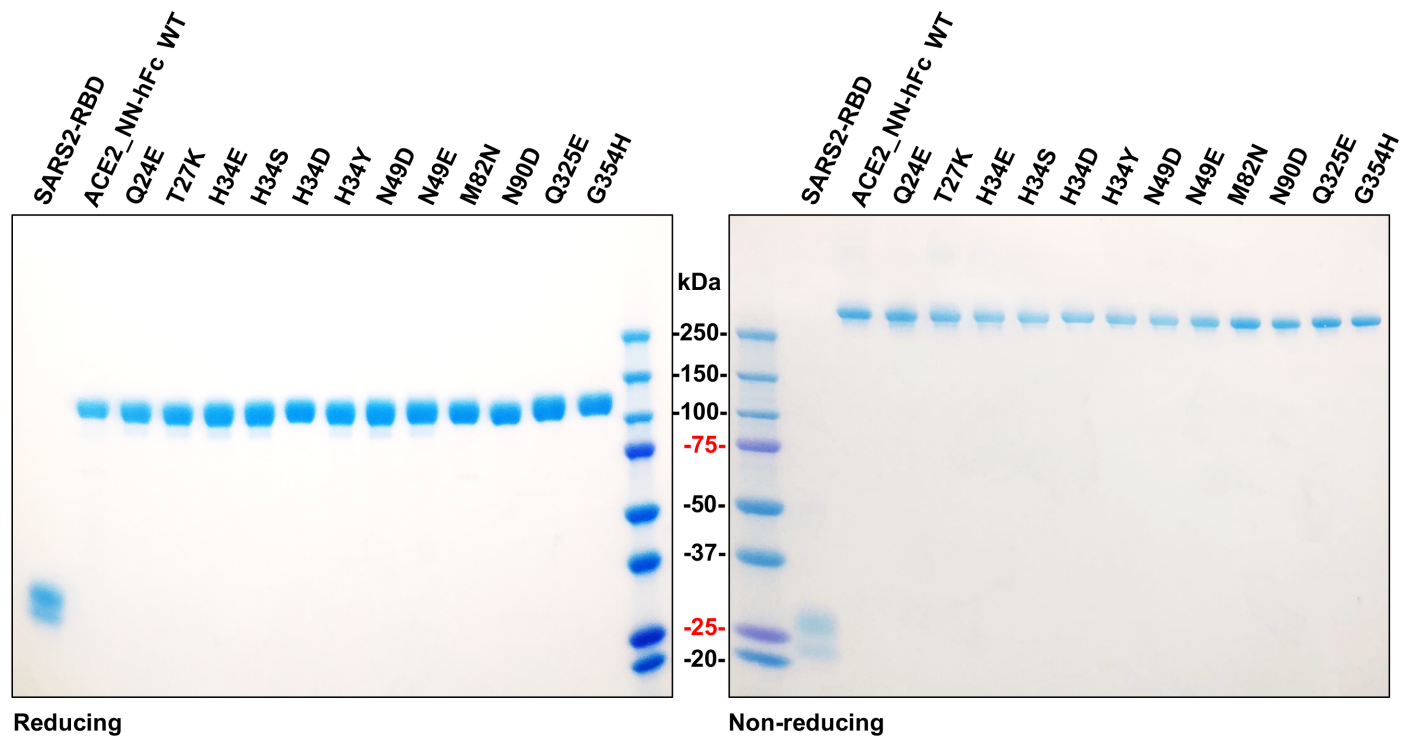 SARS2-RBD
ACE2_NN-hFc WT
Q24E
T27K
H34E
H34S
H34D
H34Y
N49D
N49E
M82N
N90D
Q325E
G354H
SARS2-RBD
ACE2_NN-hFc WT
Q24E
T27K
H34E
H34S
H34D
H34Y
N49D
N49E
M82N
N90D
Q325E
G354H
kDa
-250-
-150-
-100-
-75-
-50-
-37-
-25-
-20-
Reducing
Non-reducing